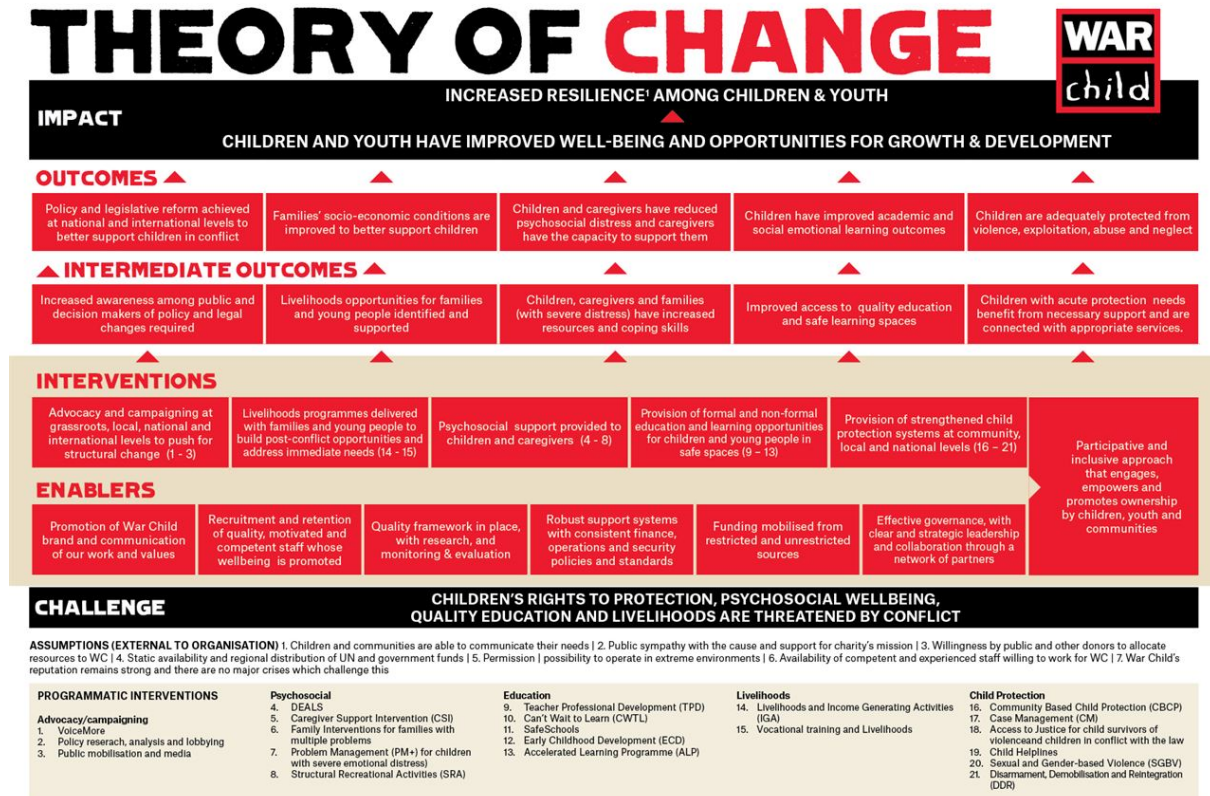 THEORY OF CHANGE
WAR
child
IMPACT
INCREASED RESILIENCE¹ AMONG CHILDREN & YOUTH
CHILDREN AND YOUTH HAVE IMPROVED WELL-BEING AND OPPORTUNITIES FOR GROWTH & DEVELOPMENT
OUTCOMES
Policy and legislative reform achieved
at national and international levels to
better support children in conflict
Families' socio-economic conditions are
improved to better support children
Children and caregivers have reduced
psychosocial distress and caregivers
have the capacity to support them
Children have improved academic and
social emotional learning outcomes
Children are adequately protected from
violence, exploitation, abuse and neglect
INTERMEDIATE OUTCOMES
Increased awareness among public and
decision makers of policy and legal
changes required
Livelihoods opportunities for families
and young people identified and
supported
Children, caregivers and families
(with severe distress) have increased
resources and coping skills
Improved access to quality education
and safe learning spaces
Children with acute protection needs
benefit from necessary support and are
connected with appropriate services.
INTERVENTIONS
Advocacy and campaigning at
grassroots, local, national and
international levels to push for
structural change (1 - 3)
Livelihoods programmes delivered
with families and young people to
build post-conflict opportunities and
address immediate needs (14 - 15)
Psychosocial support provided to
children and caregivers (4 - 8)
Provision of formal and non-formal
education and learning opportunities
for children and young people in
safe spaces (9 – 13)
Provision of strengthened child
protection systems at community,
local and national levels (16 – 21)
Participative and
inclusive approach
that engages,
empowers and
promotes ownership
by children, youth and
communities
ENABLERS
Promotion of War Child
brand and communication
of our work and values
Recruitment and retention
of quality, motivated and
competent staff whose
wellbeing is promoted
Quality framework in place,
with research, and
monitoring & evaluation
Robust support systems
with consistent finance,
operations and security
policies and standards
Funding mobilised from
restricted and unrestricted
sources
Effective governance, with
clear and strategic leadership
and collaboration through a
network of partners
CHALLENGE
CHILDREN'S RIGHTS TO PROTECTION, PSYCHOSOCIAL WELLBEING,
QUALITY EDUCATION AND LIVELIHOODS ARE THREATENED BY CONFLICT
ASSUMPTIONS (EXTERNAL TO ORGANISATION) 1. Children and communities are able to communicate their needs | 2. Public sympathy with the cause and support for charity's mission | 3. Willingness by public and other donors to allocate
resources to WC | 4. Static availability and regional distribution of UN and government funds | 5. Permission | possibility to operate in extreme environments | 6. Availability of competent and experienced staff willing to work for WC | 7. War Child's
reputation remains strong and there are no major crises which challenge this
PROGRAMMATIC INTERVENTIONS
Advocacy/campaigning
1. VoiceMore
2. Policy reserach, analysis and lobbying
3. Public mobilisation and media
Psychosocial
4. DEALS
5. Caregiver Support Intervention (CSI)
6. Family Interventions for families with
multiple problems
7. Problem Management (PM+) for children
with severe emotional distress)
8. Structural Recreational Activities (SRA)
Education
9. Teacher Professional Development (TPD)
10. Can't Wait to Learn (CWTL)
11. SafeSchools
12. Early Childhood Development (ECD)
13. Accelerated Learning Programme (ALP)
Livelihoods
14. Livelihoods and Income Generating Activities
(IGA)
15. Vocational training and Livelihoods
Child Protection
16. Community Based Child Protection (CBCP)
17. Case Management (CM)
18. Access to Justice for child survivors of
violenceand children in conflict with the law
19. Child Helplines
20. Sexual and Gender-based Violence (SGBV)
21. Disarmament, Demobilisation and Reintegration
(DDR)